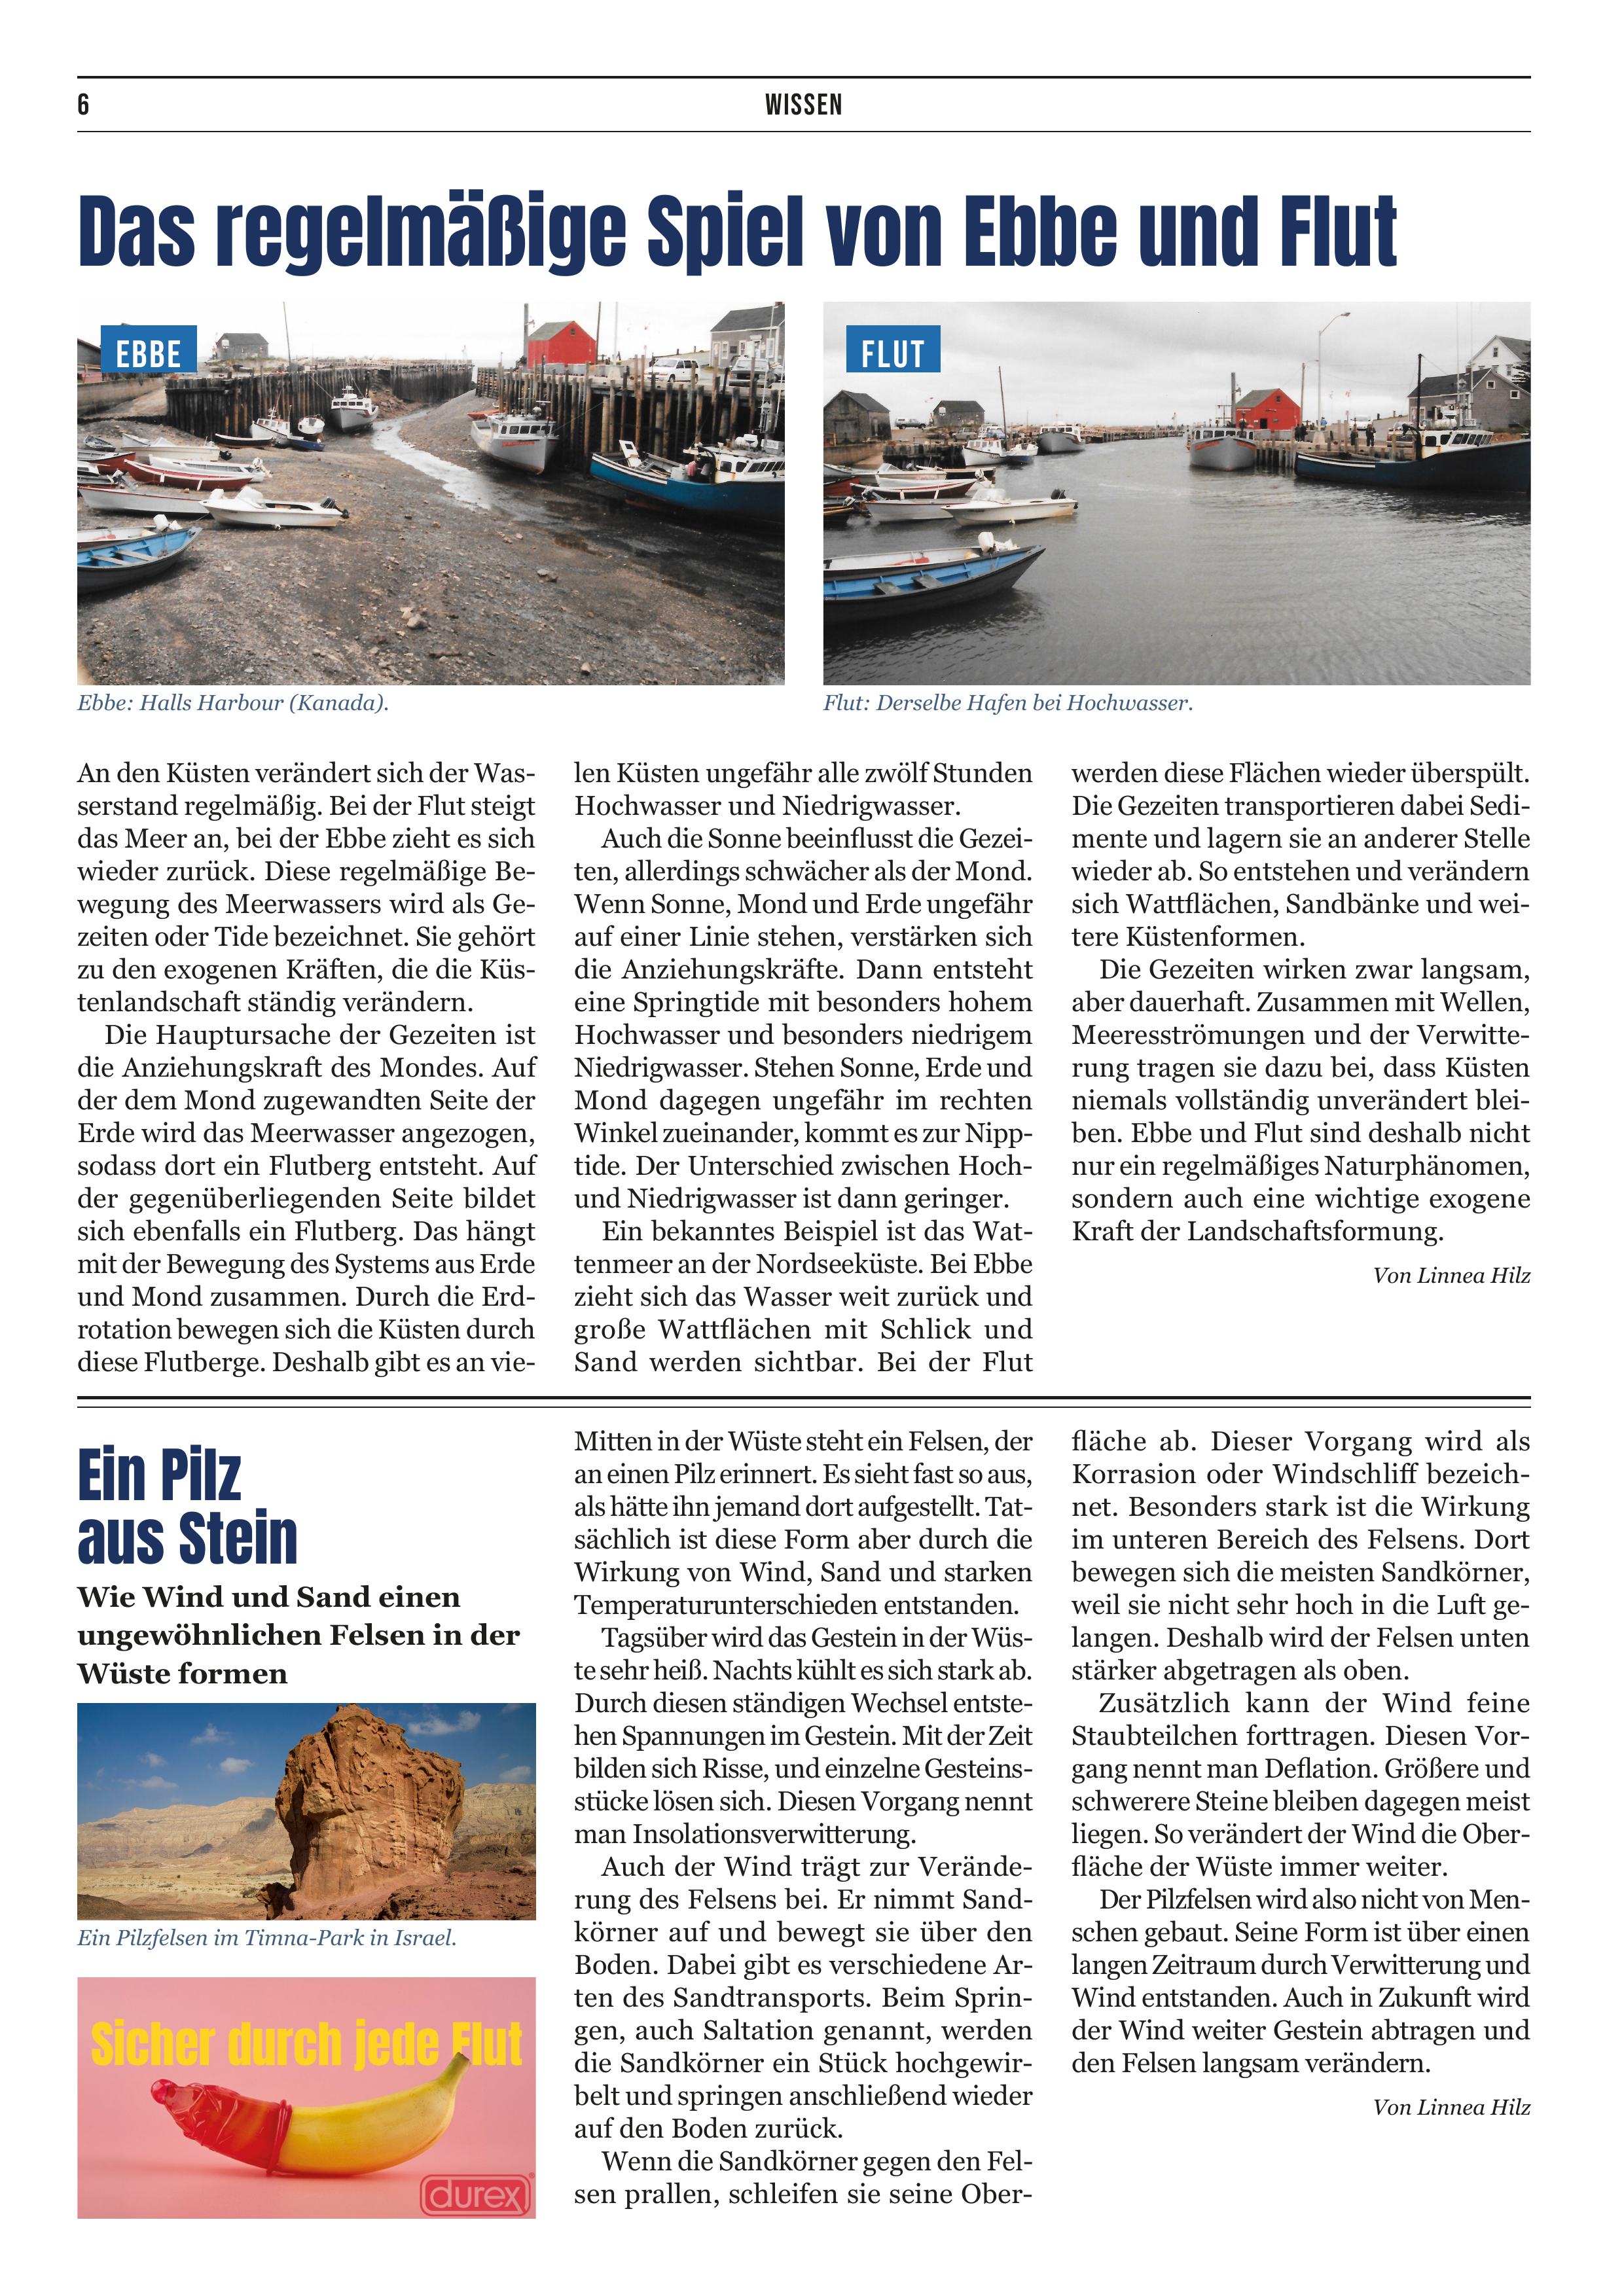 6
WISSEN
Das regelmäßige Spiel von Ebbe und Flut
EBBE
FLUT
Ebbe: Halls Harbour (Kanada).
Flut: Derselbe Hafen bei Hochwasser.
An den Küsten verändert sich der Was-
serstand regelmäßig. Bei der Flut steigt
das Meer an, bei der Ebbe zieht es sich
wieder zurück. Diese regelmäßige Be-
wegung des Meerwassers wird als Ge-
zeiten oder Tide bezeichnet. Sie gehört
zu den exogenen Kräften, die die Küs-
tenlandschaft ständig verändern.
Die Hauptursache der Gezeiten ist
die Anziehungskraft des Mondes. Auf
der dem Mond zugewandten Seite der
Erde wird das Meerwasser angezogen,
sodass dort ein Flutberg entsteht. Auf
der gegenüberliegenden Seite bildet
sich ebenfalls ein Flutberg. Das hängt
mit der Bewegung des Systems aus Erde
und Mond zusammen. Durch die Erd-
rotation bewegen sich die Küsten durch
diese Flutberge. Deshalb gibt es an vie-
len Küsten ungefähr alle zwölf Stunden
Hochwasser und Niedrigwasser.
Auch die Sonne beeinflusst die Gezei-
ten, allerdings schwächer als der Mond.
Wenn Sonne, Mond und Erde ungefähr
auf einer Linie stehen, verstärken sich
die Anziehungskräfte. Dann entsteht
eine Springtide mit besonders hohem
Hochwasser und besonders niedrigem
Niedrigwasser. Stehen Sonne, Erde und
Mond dagegen ungefähr im rechten
Winkel zueinander, kommt es zur Nipp-
tide. Der Unterschied zwischen Hoch-
und Niedrigwasser ist dann geringer.
Ein bekanntes Beispiel ist das Wat-
tenmeer an der Nordseeküste. Bei Ebbe
zieht sich das Wasser weit zurück und
große Wattflächen mit Schlick und
Sand werden sichtbar. Bei der Flut
werden diese Flächen wieder überspült.
Die Gezeiten transportieren dabei Sedi-
mente und lagern sie an anderer Stelle
wieder ab. So entstehen und verändern
sich Wattflächen, Sandbänke und wei-
tere Küstenformen.
Die Gezeiten wirken zwar langsam,
aber dauerhaft. Zusammen mit Wellen,
Meeresströmungen und der Verwitte-
rung tragen sie dazu bei, dass Küsten
niemals vollständig unverändert blei-
ben. Ebbe und Flut sind deshalb nicht
nur ein regelmäßiges Naturphänomen,
sondern auch eine wichtige exogene
Kraft der Landschaftsformung.
Von Linnea Hilz
Ein Pilz
aus Stein
Wie Wind und Sand einen
ungewöhnlichen Felsen in der
Wüste formen
Ein Pilzfelsen im Timna-Park in Israel.
Sicher durch jede Flut
durex
Mitten in der Wüste steht ein Felsen, der
an einen Pilz erinnert. Es sieht fast so aus,
als hätte ihn jemand dort aufgestellt. Tat-
sächlich ist diese Form aber durch die
Wirkung von Wind, Sand und starken
Temperaturunterschieden entstanden.
Tagsüber wird das Gestein in der Wüs-
te sehr heiß. Nachts kühlt es sich stark ab.
Durch diesen ständigen Wechsel entste-
hen Spannungen im Gestein. Mit der Zeit
bilden sich Risse, und einzelne Gesteins-
stücke lösen sich. Diesen Vorgang nennt
man Insolationsverwitterung.
Auch der Wind trägt zur Verände-
rung des Felsens bei. Er nimmt Sand-
körner auf und bewegt sie über den
Boden. Dabei gibt es verschiedene Ar-
ten des Sandtransports. Beim Sprin-
gen, auch Saltation genannt, werden
die Sandkörner ein Stück hochgewir-
belt und springen anschließend wieder
auf den Boden zurück.
Wenn die Sandkörner gegen den Fel-
sen prallen, schleifen sie seine Ober-
fläche ab. Dieser Vorgang wird als
Korrasion oder Windschliff bezeich-
net. Besonders stark ist die Wirkung
im unteren Bereich des Felsens. Dort
bewegen sich die meisten Sandkörner,
weil sie nicht sehr hoch in die Luft ge-
langen. Deshalb wird der Felsen unten
stärker abgetragen als oben.
Zusätzlich kann der Wind feine
Staubteilchen forttragen. Diesen Vor-
gang nennt man Deflation. Größere und
schwerere Steine bleiben dagegen meist
liegen. So verändert der Wind die Ober-
fläche der Wüste immer weiter.
Der Pilzfelsen wird also nicht von Men-
schen gebaut. Seine Form ist über einen
langen Zeitraum durch Verwitterung und
Wind entstanden. Auch in Zukunft wird
der Wind weiter Gestein abtragen und
den Felsen langsam verändern.
Von Linnea Hilz